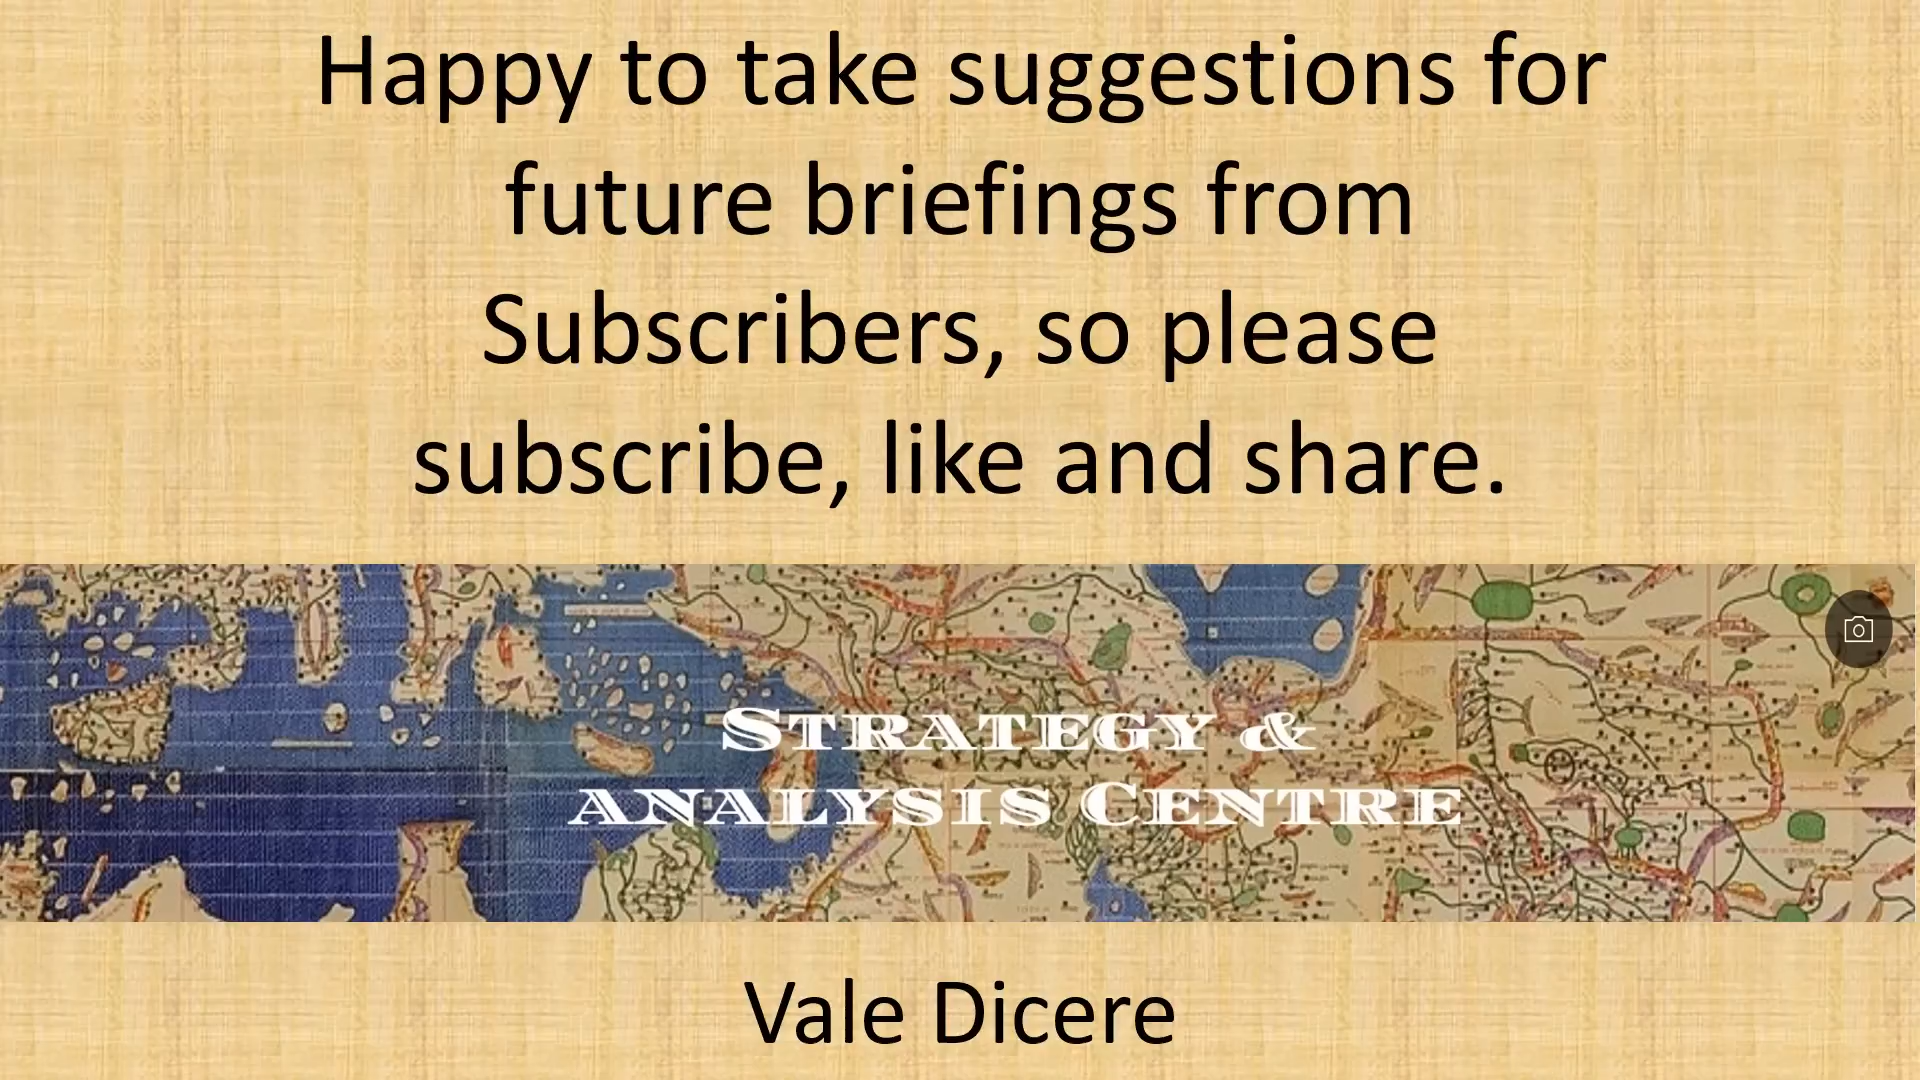 Happy to take suggestions for
future briefings from
Subscribers, so please
subscribe, like and share.
STRATEGY &
ANALYSIS CENTRE
Vale Dicere